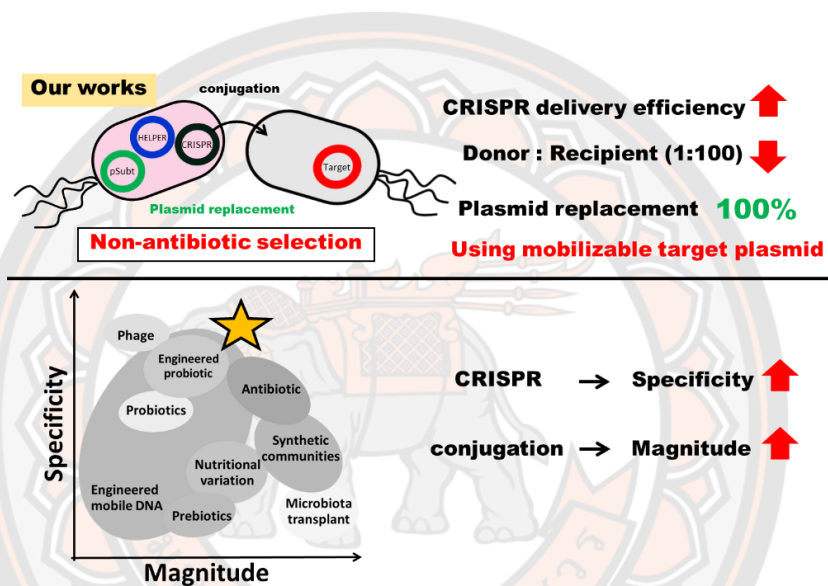 Our works
conjugation
HELPER
CRISPR
pSubt
Target
Plasmid replacement
Non-antibiotic selection
CRISPR delivery efficiency
Donor : Recipient (1:100)
Plasmid replacement 100%
Using mobilizable target plasmid
Specificity
Phage
Engineered
probiotic
Probiotics
Antibiotic
Synthetic
communities
Nutritional
variation
Engineered
mobile DNA
Prebiotics
Microbiota
transplant
Magnitude
CRISPR → Specificity
conjugation → Magnitude